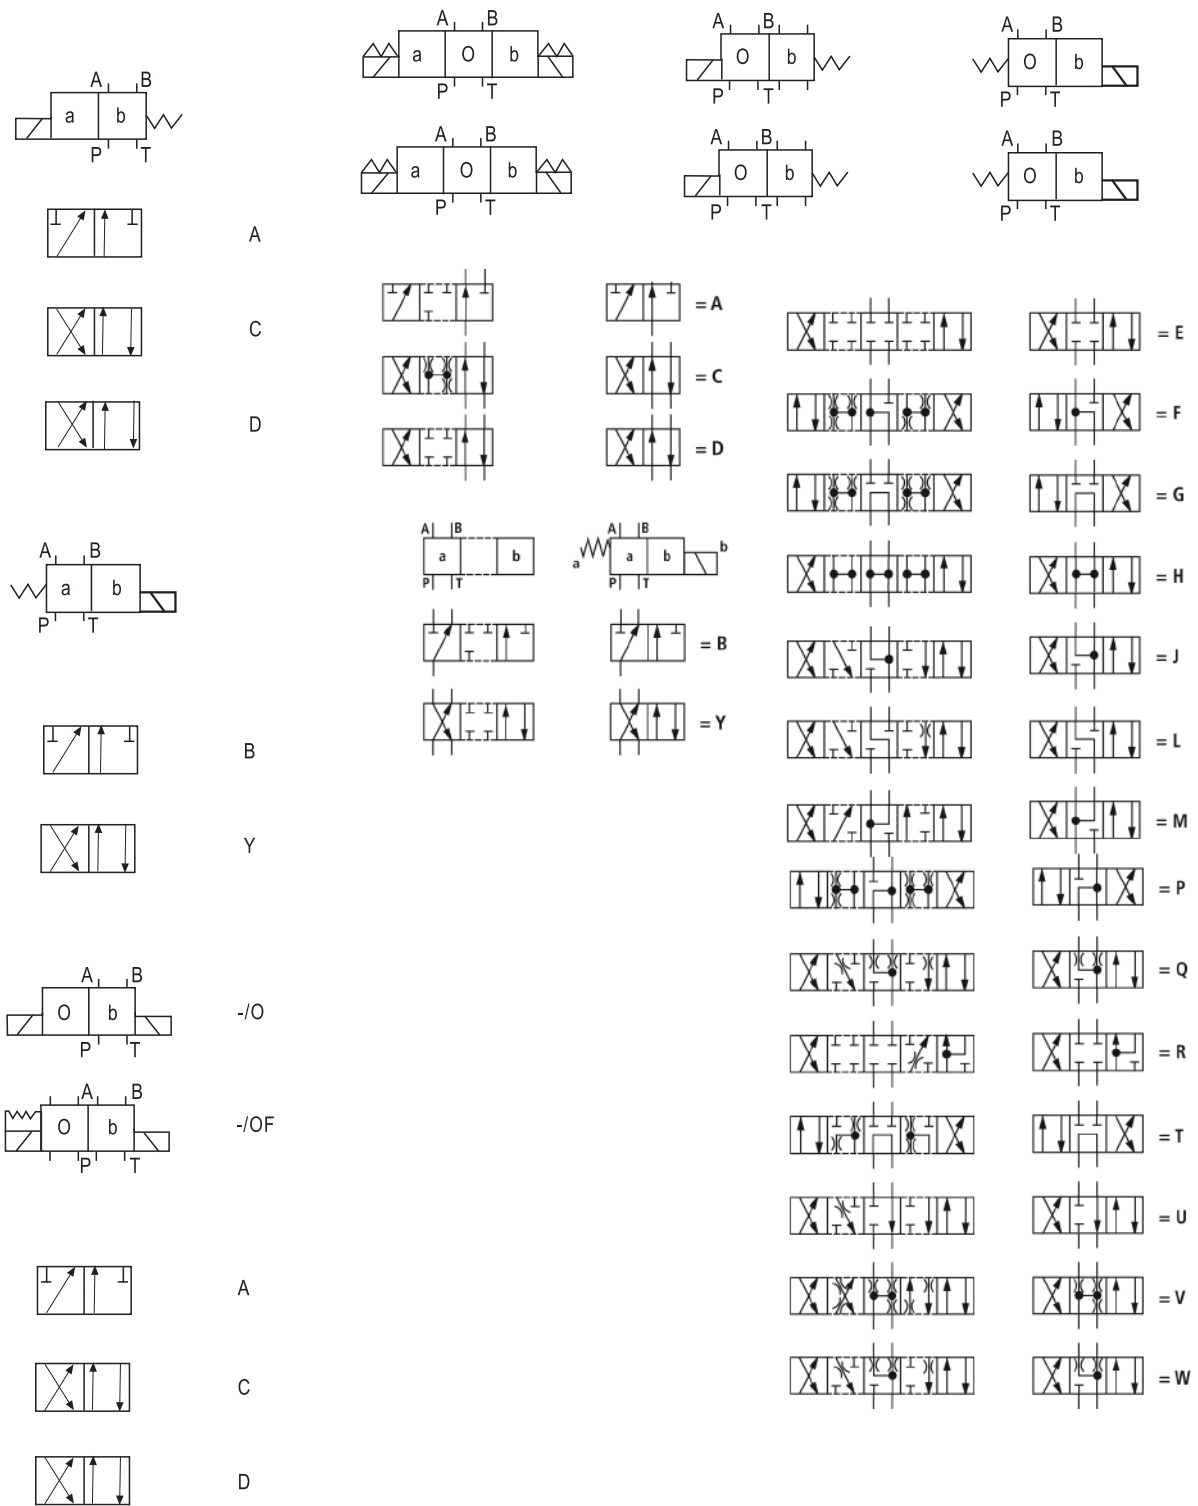 A B
a b
P T
A
C
D
A B
a b
P T
B
Y
A B
O b
P T
-/O
A B
O b
P T
-/OF
A
C
D
A B
a O b
P T
A B
a O b
P T
A B
O b
P T
A B
O b
P T
A B
O b
P T
A B
O b
P T
= A
= C
= D
A B
a b
P T
A B
a a b b
P T
= B
= Y
= E
= F
= G
= H
= J
= L
= M
= P
= Q
= R
= T
= U
= V
= W